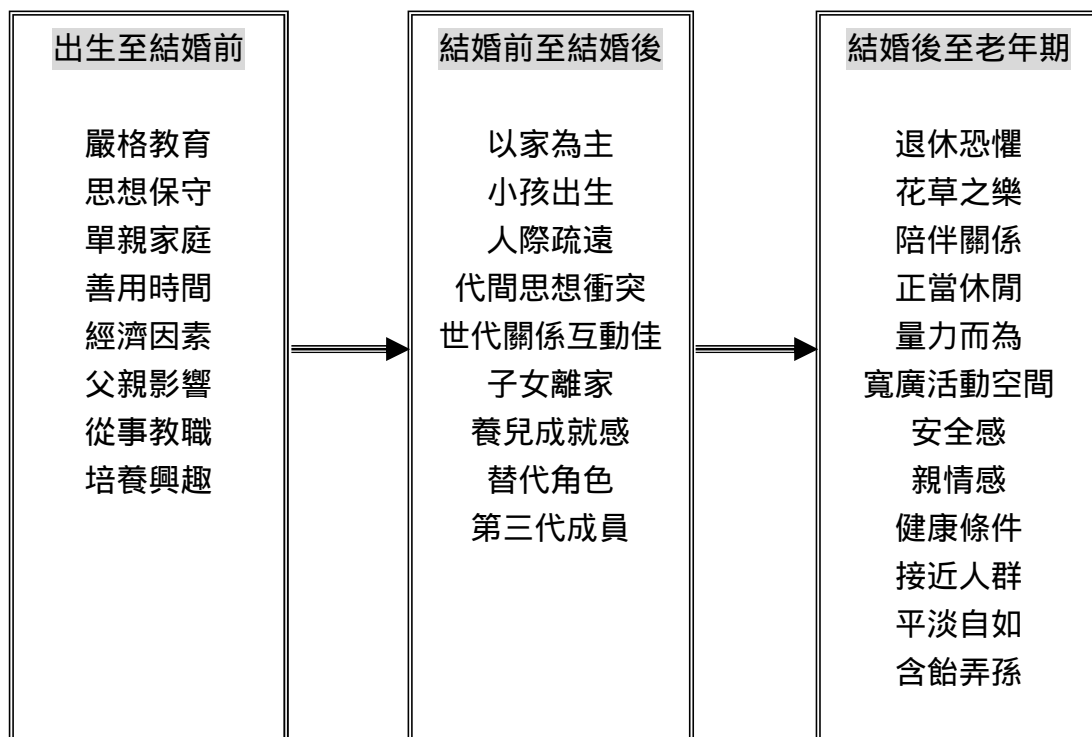 出生至結婚前
嚴格教育
思想保守
單親家庭
善用時間
經濟因素
父親影響
從事教職
培養興趣
結婚前至結婚後
以家為主
小孩出生
人際疏遠
代間思想衝突
世代關係互動佳
子女離家
養兒成就感
替代角色
第三代成員
結婚後至老年期
退休恐懼
花草之樂
陪伴關係
正當休閒
量力而為
寬廣活動空間
安全感
親情感
健康條件
接近人群
平淡自如
含飴弄孫